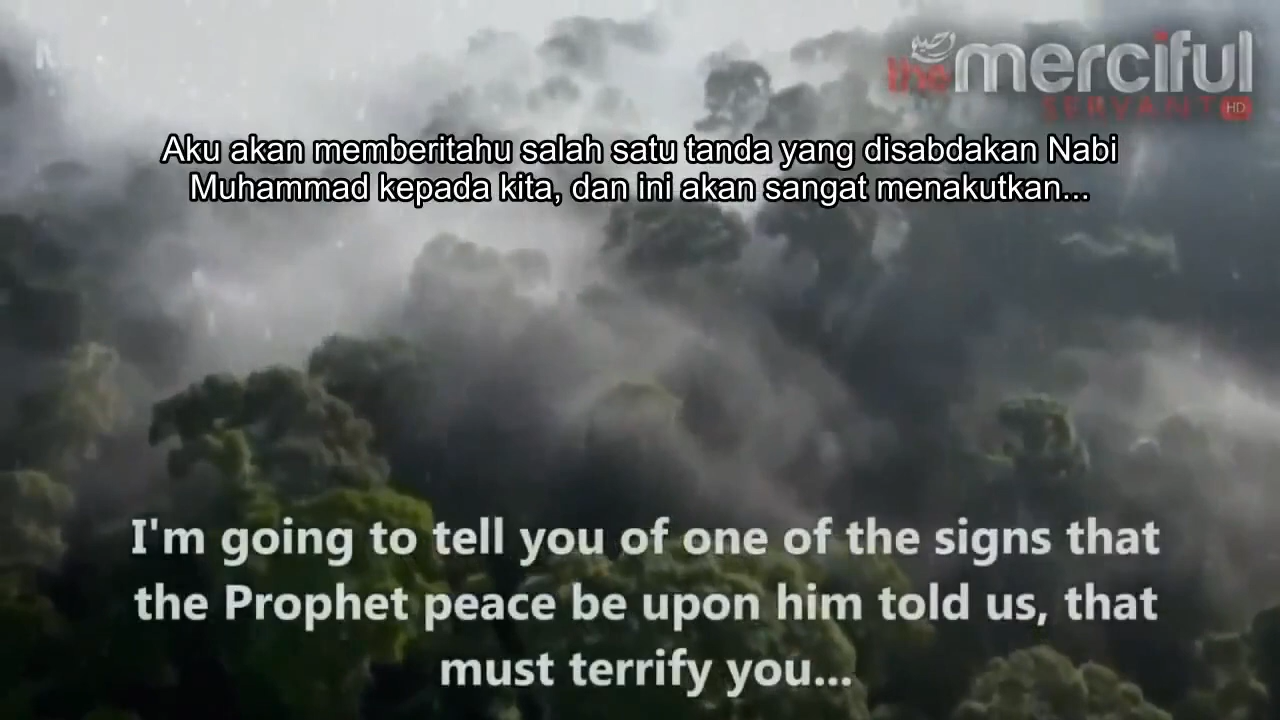 رحيم
the merciful
SERVANT HD
Aku akan memberitahu salah satu tanda yang disabdakan Nabi
Muhammad kepada kita, dan ini akan sangat menakutkan...
I'm going to tell you of one of the signs that
the Prophet peace be upon him told us, that
must terrify you...